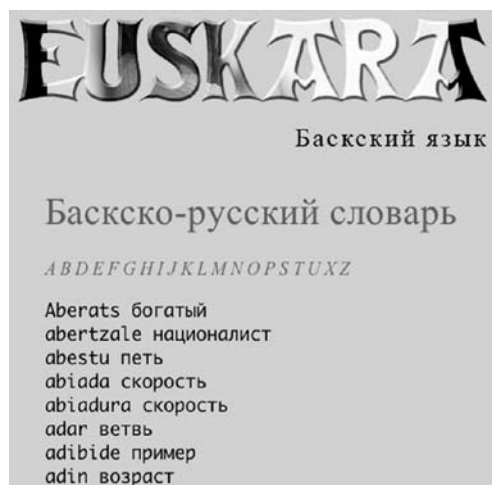 EUSKARA
Баскский язык
Баскско-русский словарь
A B D E F G H I J K L M N O P S T U X Z
Aberats богатый
abertzale националист
abestu петь
abiada скорость
abiadura скорость
adar ветвь
adibide пример
adin возраст